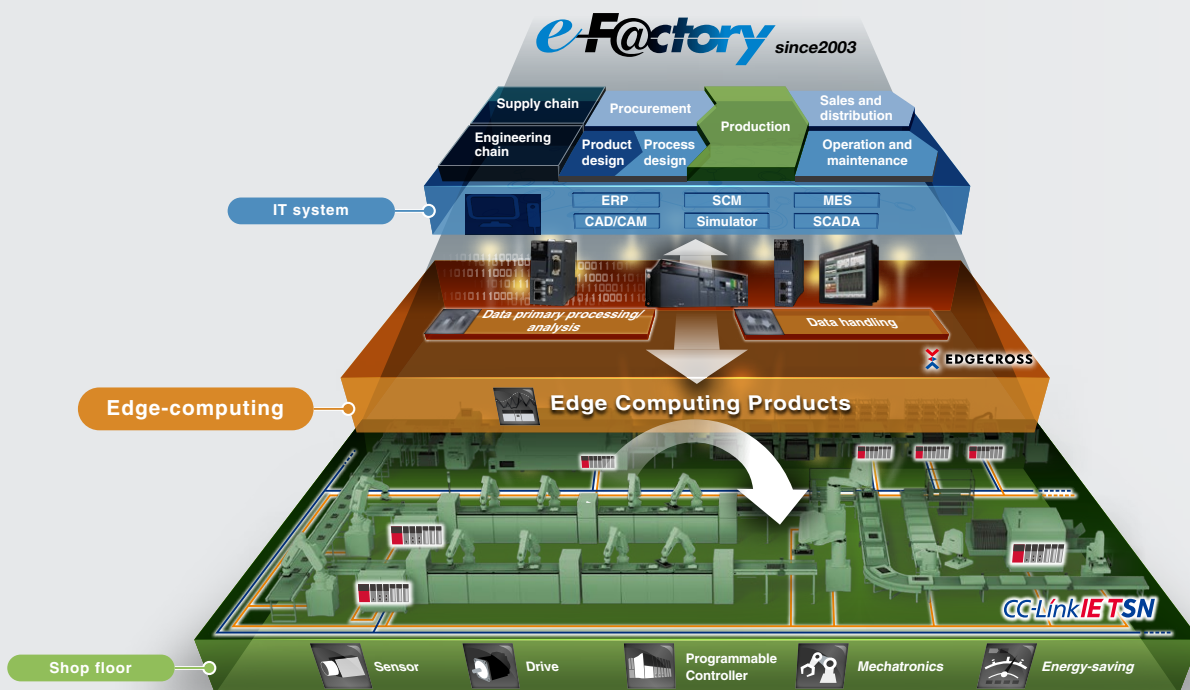 e-F@ctory since2003
Supply chain
Procurement
Production
Sales and
distribution
Engineering
chain
Product
design
Process
design
Operation and
maintenance
IT system
ERP
SCM
MES
CAD/CAM
Simulator
SCADA
Data primary processing/
analysis
Data handling
EDGECROSS
Edge-computing
Edge Computing Products
CC-Link IE TSN
Shop floor
Sensor
Drive
Programmable
Controller
Mechatronics
Energy-saving